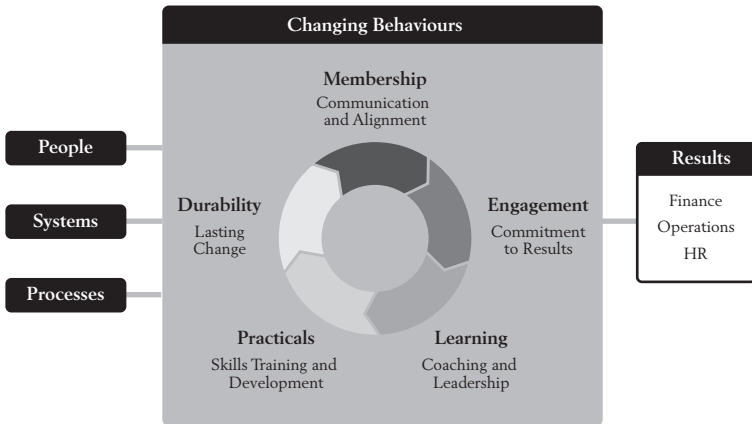 Changing Behaviours
Membership
Communication
and Alignment
People
Systems
Processes
Durability
Lasting
Change
Engagement
Commitment
to Results
Practicals
Skills Training and
Development
Learning
Coaching and
Leadership
Results
Finance
Operations
HR